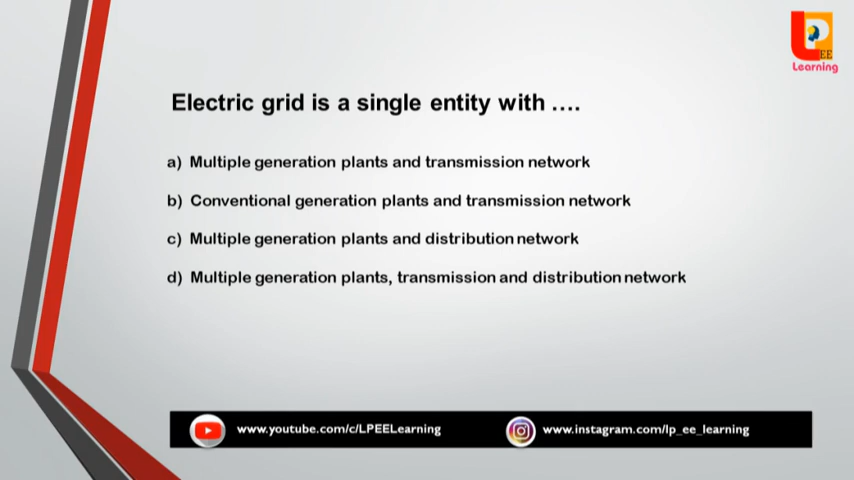 LP
EE
Learning
Electric grid is a single entity with ....
a) Multiple generation plants and transmission network
b) Conventional generation plants and transmission network
c) Multiple generation plants and distribution network
d) Multiple generation plants, transmission and distribution network
www.youtube.com/c/LPEELearning
www.instagram.com/lp_ee_learning